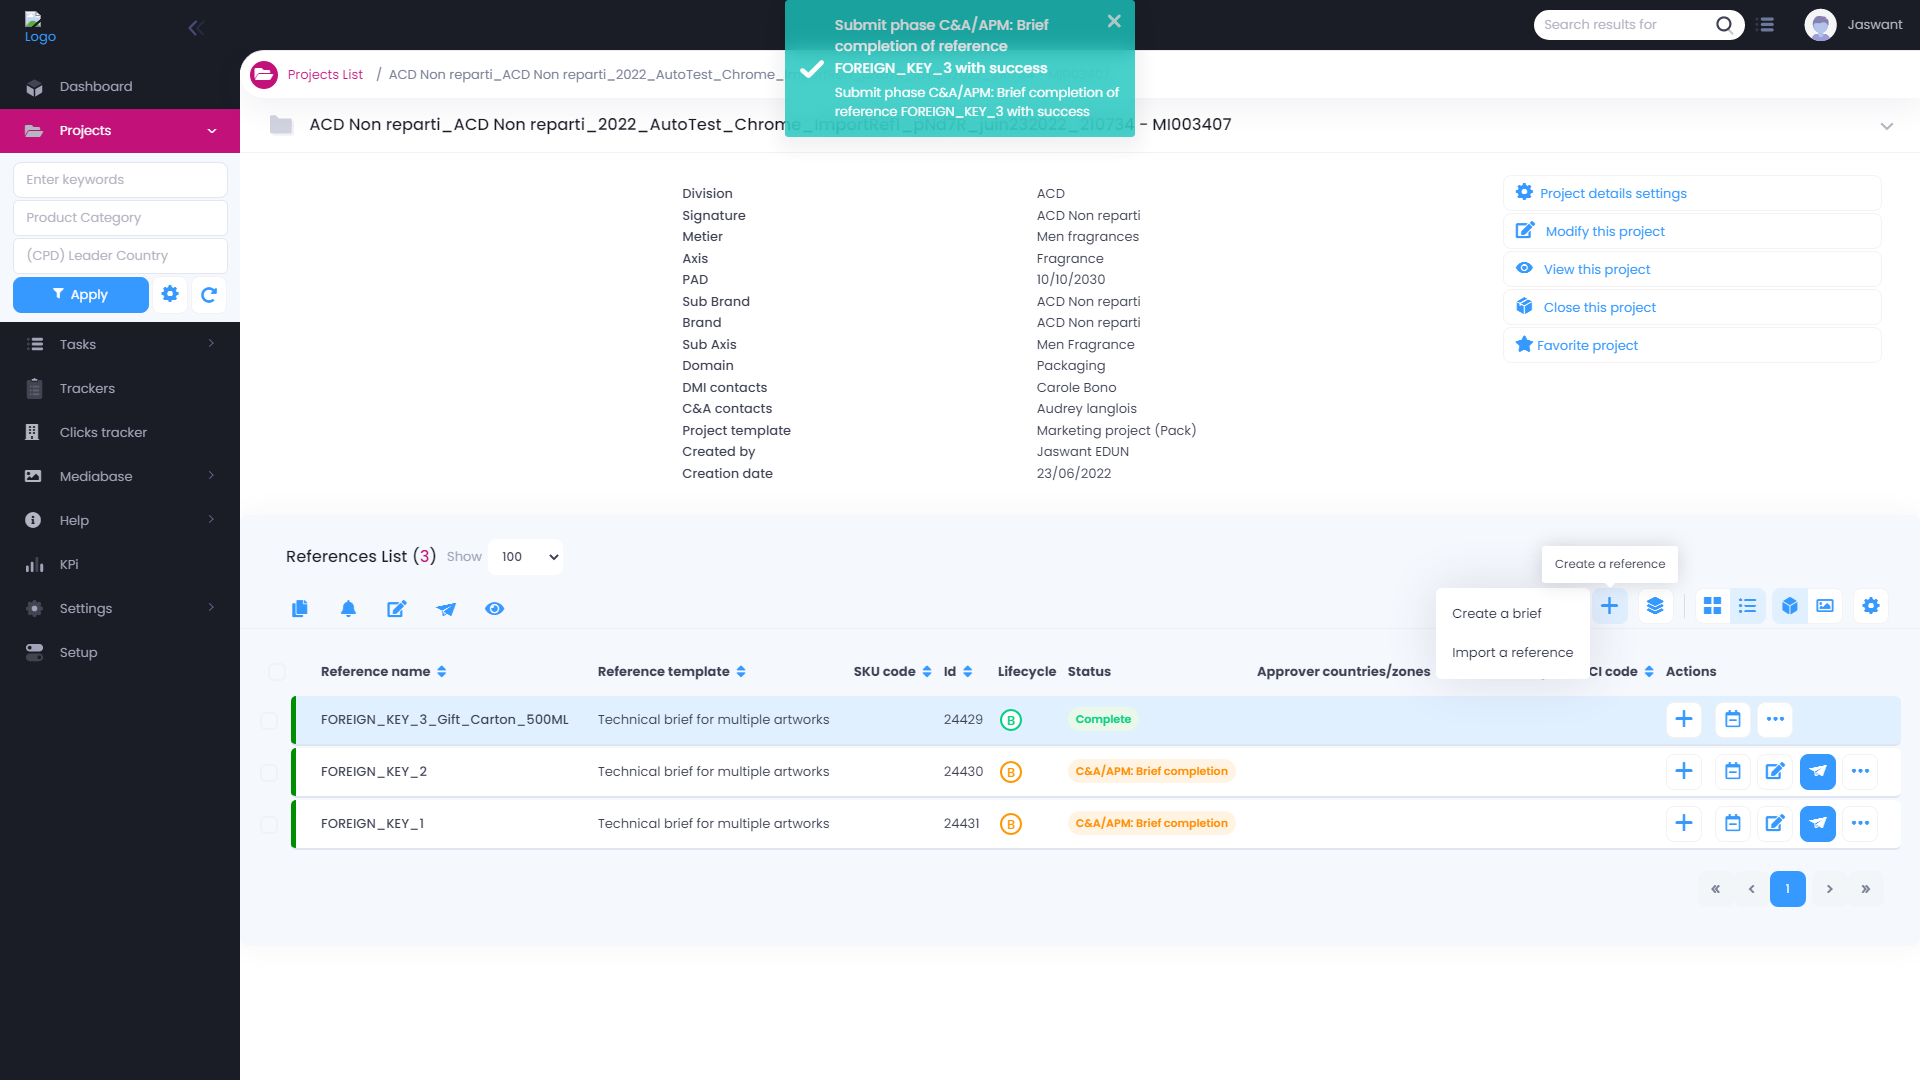 Logo
Dashboard
Projects
Enter keywords
Product Category
(CPD) Leader Country
Apply
Tasks
Trackers
Clicks tracker
Mediabase
Help
KPi
Settings
Setup
Search results for
Jaswant
Projects List / ACD Non reparti_ACD Non reparti_2022_AutoTest_Chrome_
Submit phase C&A/APM: Brief
completion of reference
FOREIGN_KEY_3 with success
Submit phase C&A/APM: Brief completion of
reference FOREIGN_KEY_3 with success
ACD Non reparti_ACD Non reparti_2022_AutoTest_Chrome_ImportRef1_pNd7R_juin232022_210734 - MI003407
Division ACD
Signature ACD Non reparti
Metier Men fragrances
Axis Fragrance
PAD 10/10/2030
Sub Brand ACD Non reparti
Brand ACD Non reparti
Sub Axis Men Fragrance
Domain Packaging
DMI contacts Carole Bono
C&A contacts Audrey langlois
Project template Marketing project (Pack)
Created by Jaswant EDUN
Creation date 23/06/2022
Project details settings
Modify this project
View this project
Close this project
Favorite project
References List (3) Show 100
Create a reference
Create a brief
Import a reference
Reference name Reference template SKU code Id Lifecycle Status Approver countries/zones CI code Actions
FOREIGN_KEY_3_Gift_Carton_500ML Technical brief for multiple artworks 24429 B Complete
FOREIGN_KEY_2 Technical brief for multiple artworks 24430 B C&A/APM: Brief completion
FOREIGN_KEY_1 Technical brief for multiple artworks 24431 B C&A/APM: Brief completion
« ‹ 1 › »